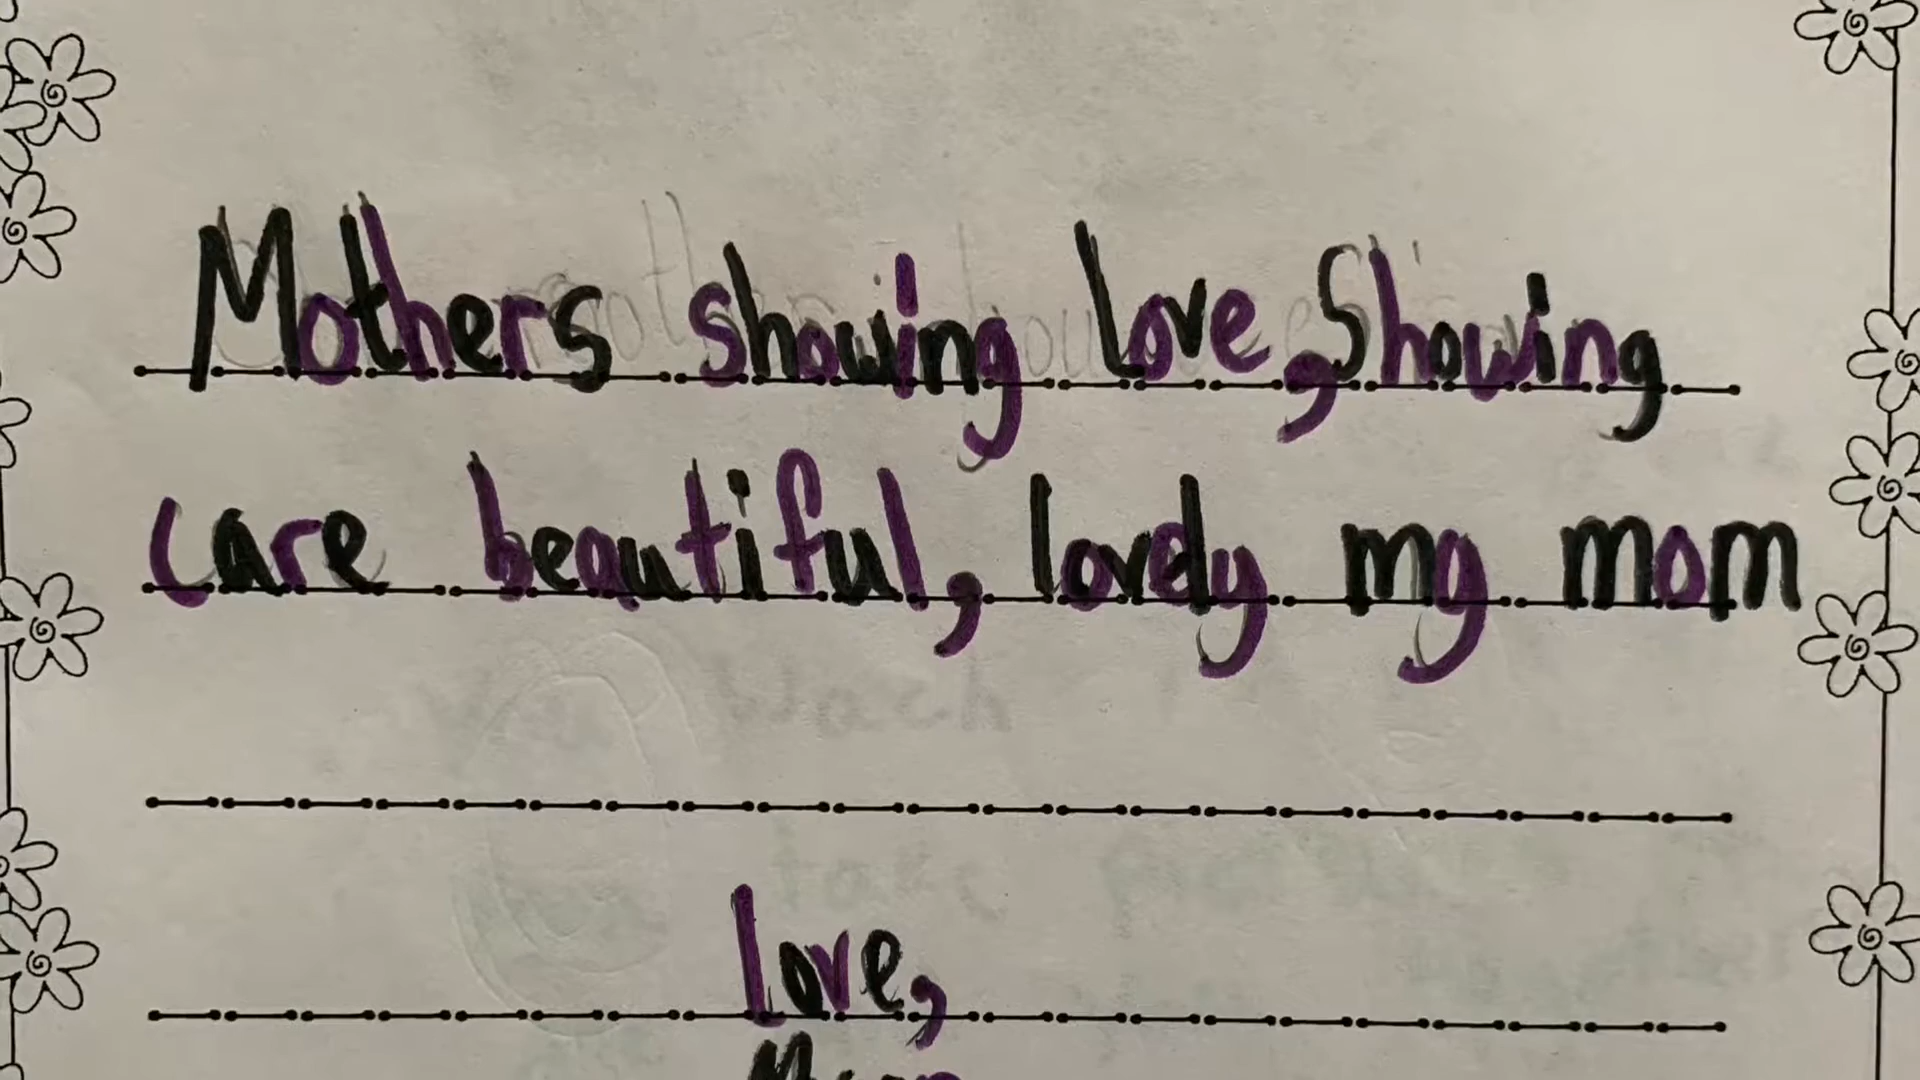 Mothers showing love, Showing
care beautiful, lovely my mom
love,